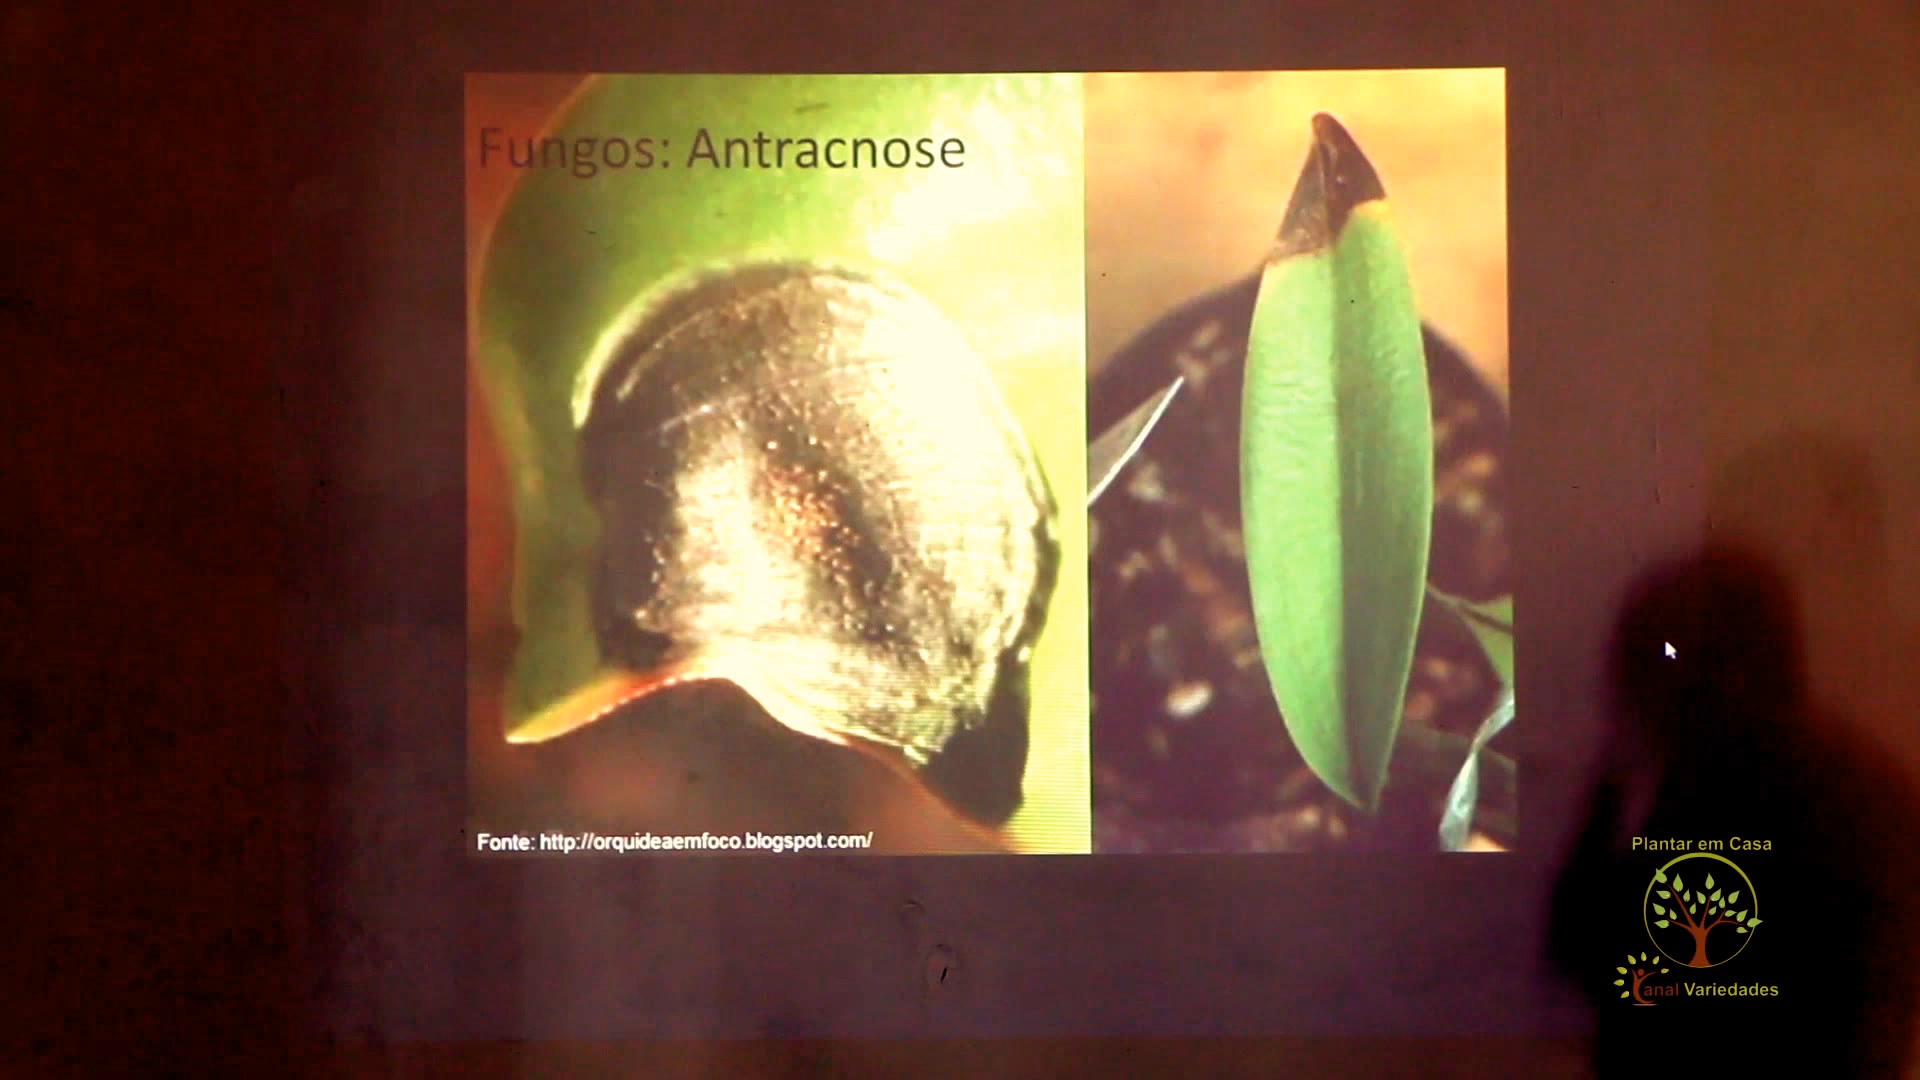 Fungos: Antracnose
Fonte: http://orquideaemfoco.blogspot.com/
Plantar em Casa
Canal Variedades